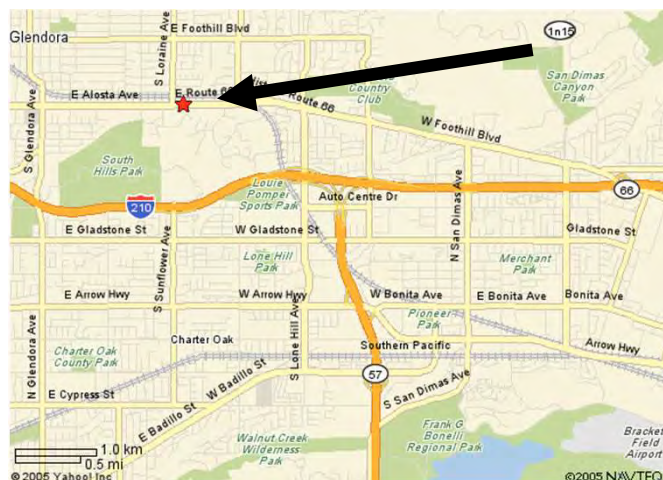 Glendora
S Loraine Ave
E Foothill Blvd
1n15
E Alosta Ave
E Route 66
Route 66
Country
Club
San Dimas
Canyon
Park
S Glendora Ave
W Foothill Blvd
South
Hills Park
210
Louie
Pompei
Sports Park
Auto Centre Dr
N San Dimas Ave
66
E Gladstone St
W Gladstone St
Gladstone St
S Sunflower Ave
Lone Hill
Park
Merchant
Park
E Arrow Hwy
W Arrow Hwy
W Bonita Ave
E Bonita Ave
Bonita Ave
N Glendora Ave
Pioneer
Park
Charter Oak
S Lone Hill Ave
Southern Pacific
Arrow Hwy
Charter Oak
County Park
W Badillo St
57
S San Dimas Ave
E Cypress St
E Badillo St
Walnut Creek
Wilderness
Park
Frank G
Bonelli
Regional Park
Bracket
Field
Airport
1.0 km
0.5 mi
©2005 Yahoo! Inc
©2005 NAVTEQ